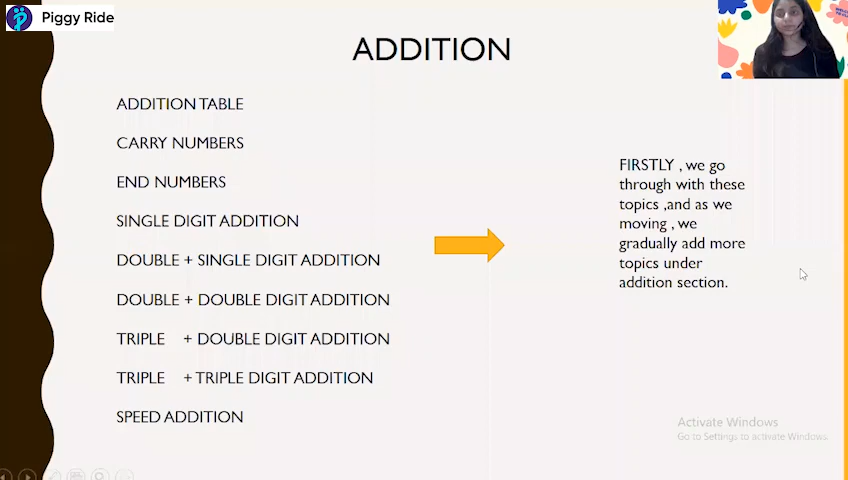 Piggy Ride
ADDITION
ADDITION TABLE
CARRY NUMBERS
END NUMBERS
SINGLE DIGIT ADDITION
DOUBLE + SINGLE DIGIT ADDITION
DOUBLE + DOUBLE DIGIT ADDITION
TRIPLE + DOUBLE DIGIT ADDITION
TRIPLE + TRIPLE DIGIT ADDITION
SPEED ADDITION
FIRSTLY , we go
through with these
topics ,and as we
moving , we
gradually add more
topics under
addition section.
Activate Windows
Go to Settings to activate Windows.